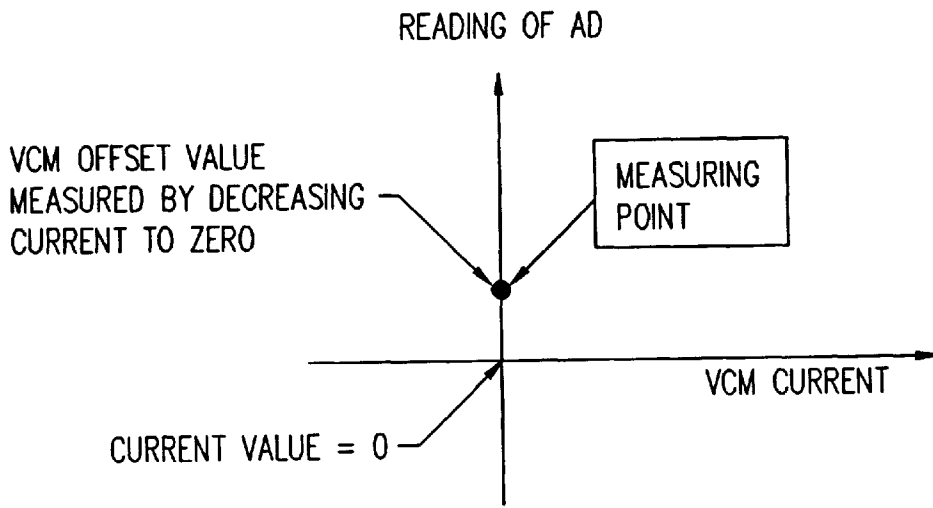 READING OF AD
VCM OFFSET VALUE
MEASURED BY DECREASING
CURRENT TO ZERO
MEASURING
POINT
VCM CURRENT
CURRENT VALUE = 0